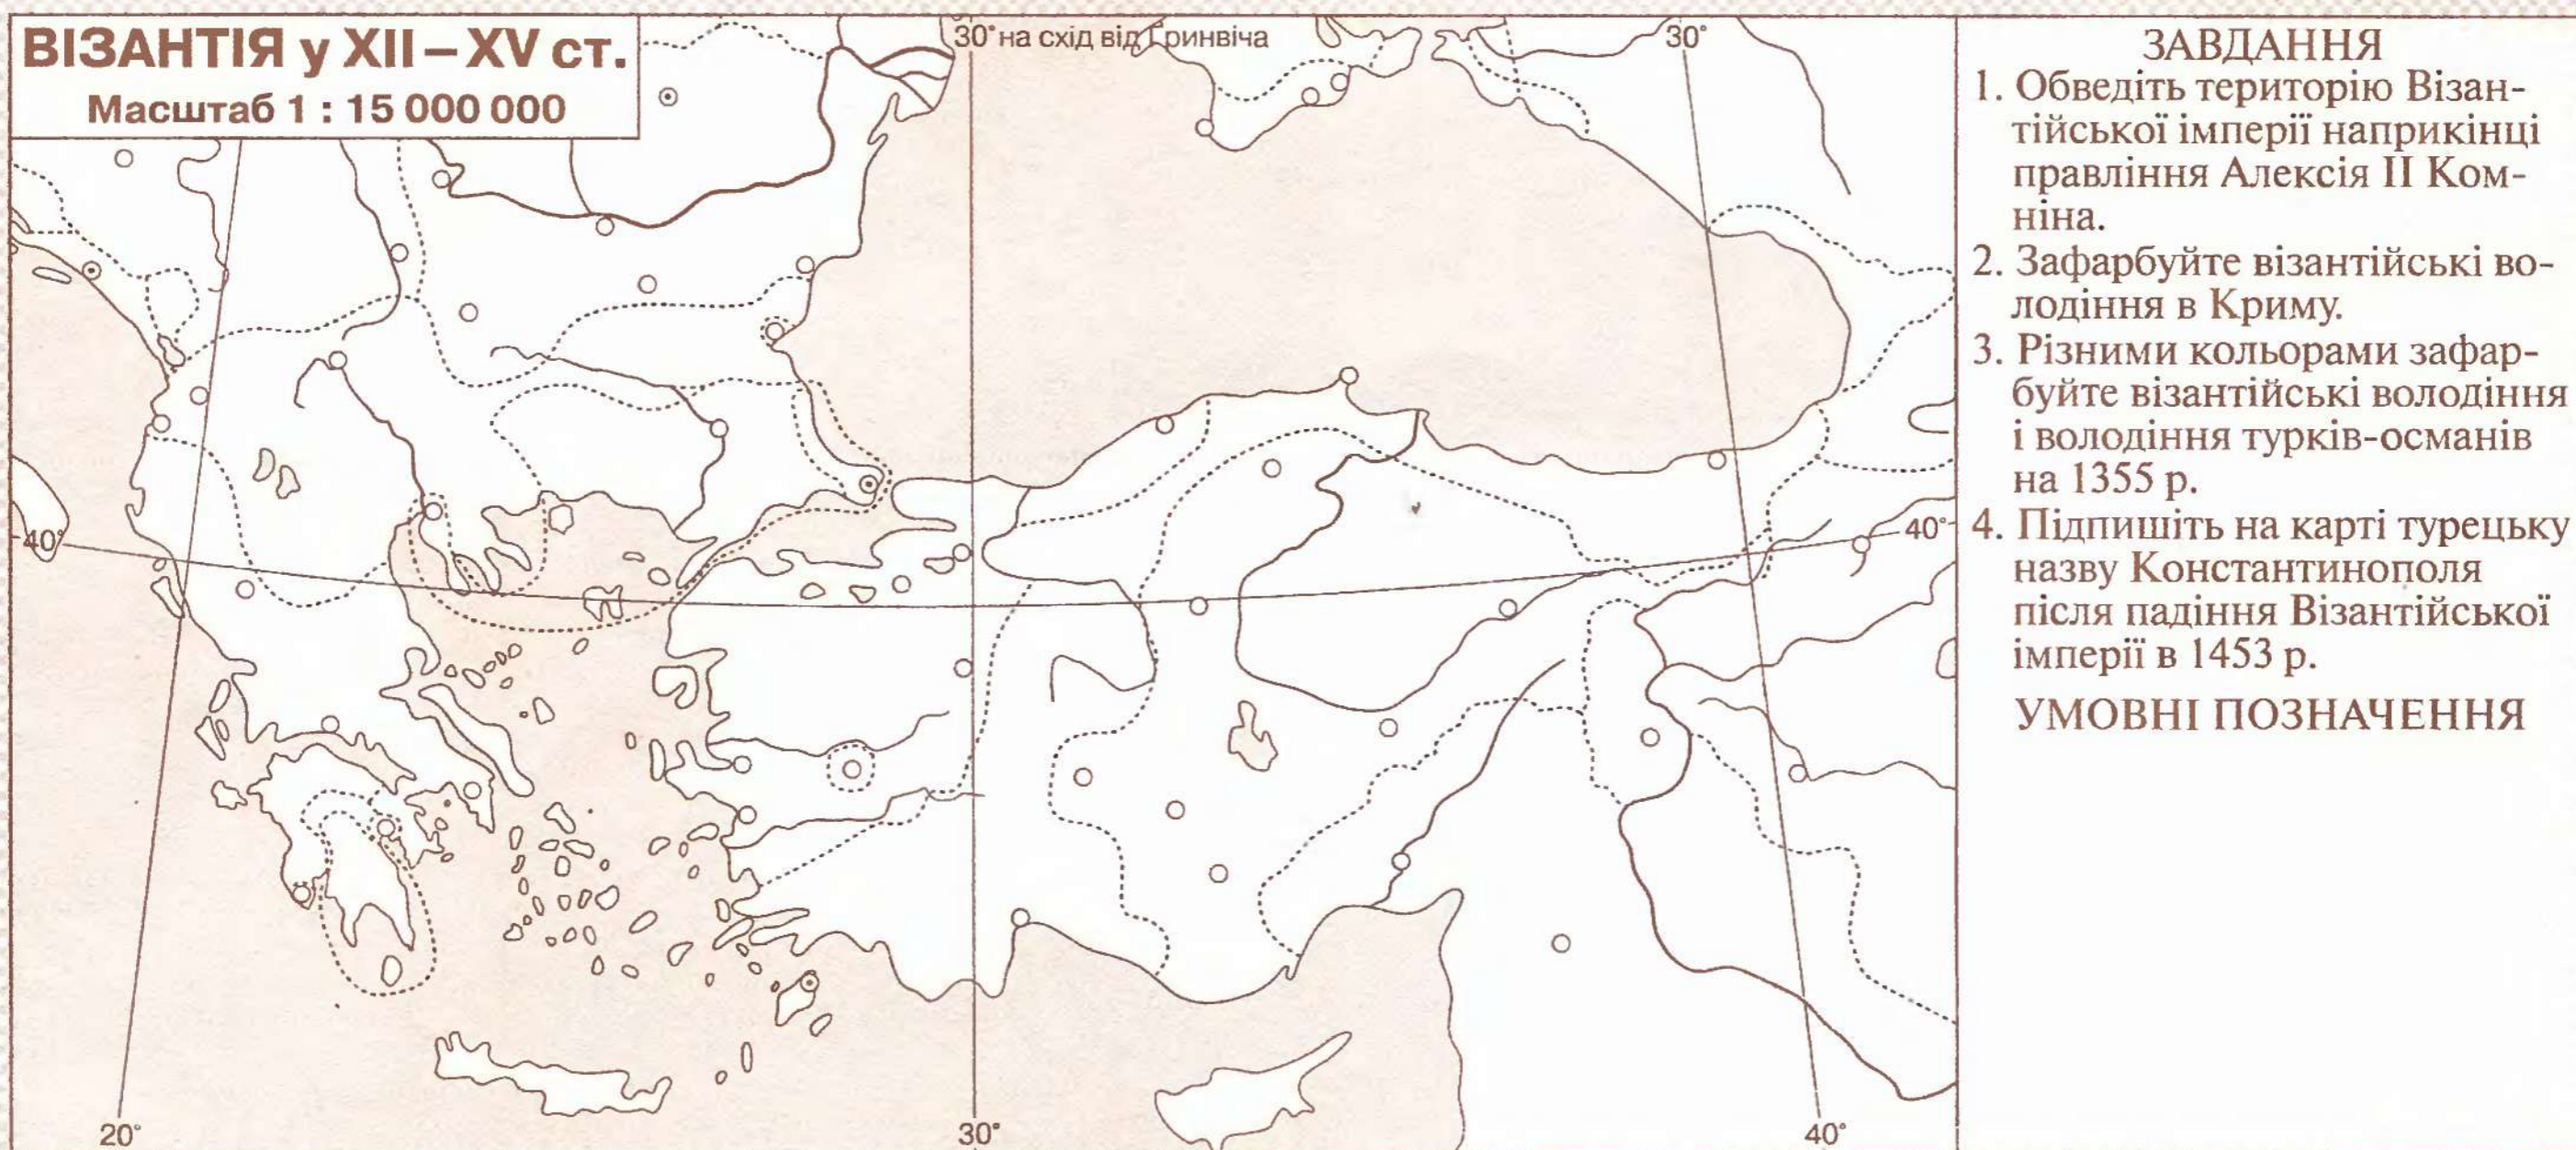 ВІЗАНТІЯ у XII – XV ст.
Масштаб 1 : 15 000 000
30° на схід від Гринвіча
30°
40°
40°
20°
30°
40°
ЗАВДАННЯ
1. Обведіть територію Візан-
тійської імперії наприкінці
правління Алексія II Ком-
ніна.
2. Зафарбуйте візантійські во-
лодіння в Криму.
3. Різними кольорами зафар-
буйте візантійські володіння
і володіння турків-османів
на 1355 р.
4. Підпишіть на карті турецьку
назву Константинополя
після падіння Візантійської
імперії в 1453 р.
УМОВНІ ПОЗНАЧЕННЯ